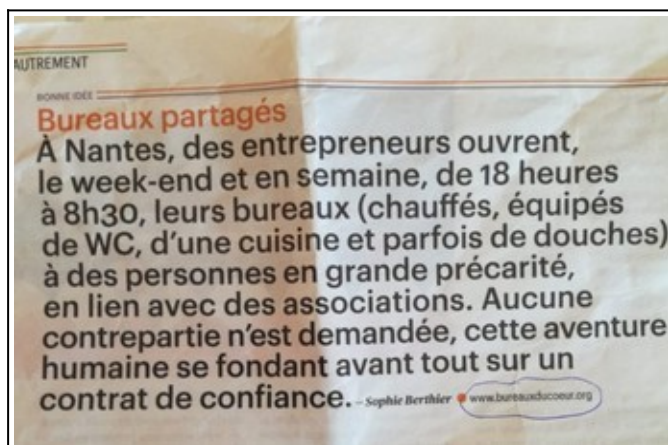 AUTREMENT
BONNE IDÉE
Bureaux partagés
À Nantes, des entrepreneurs ouvrent,
le week-end et en semaine, de 18 heures
à 8h30, leurs bureaux (chauffés, équipés
de WC, d'une cuisine et parfois de douches)
à des personnes en grande précarité,
en lien avec des associations. Aucune
contrepartie n'est demandée, cette aventure
humaine se fondant avant tout sur un
contrat de confiance. – Sophie Berthier www.bureauxducoeur.org